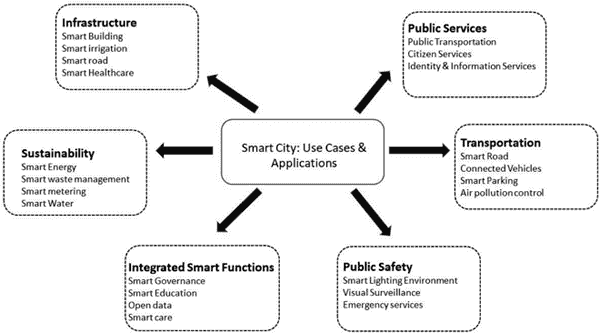 Infrastructure
Smart Building
Smart irrigation
Smart road
Smart Healthcare
Public Services
Public Transportation
Citizen Services
Identity & Information Services
Smart City: Use Cases &
Applications
Sustainability
Smart Energy
Smart waste management
Smart metering
Smart Water
Transportation
Smart Road
Connected Vehicles
Smart Parking
Air pollution control
Integrated Smart Functions
Smart Governance
Smart Education
Open data
Smart care
Public Safety
Smart Lighting Environment
Visual Surveillance
Emergency services